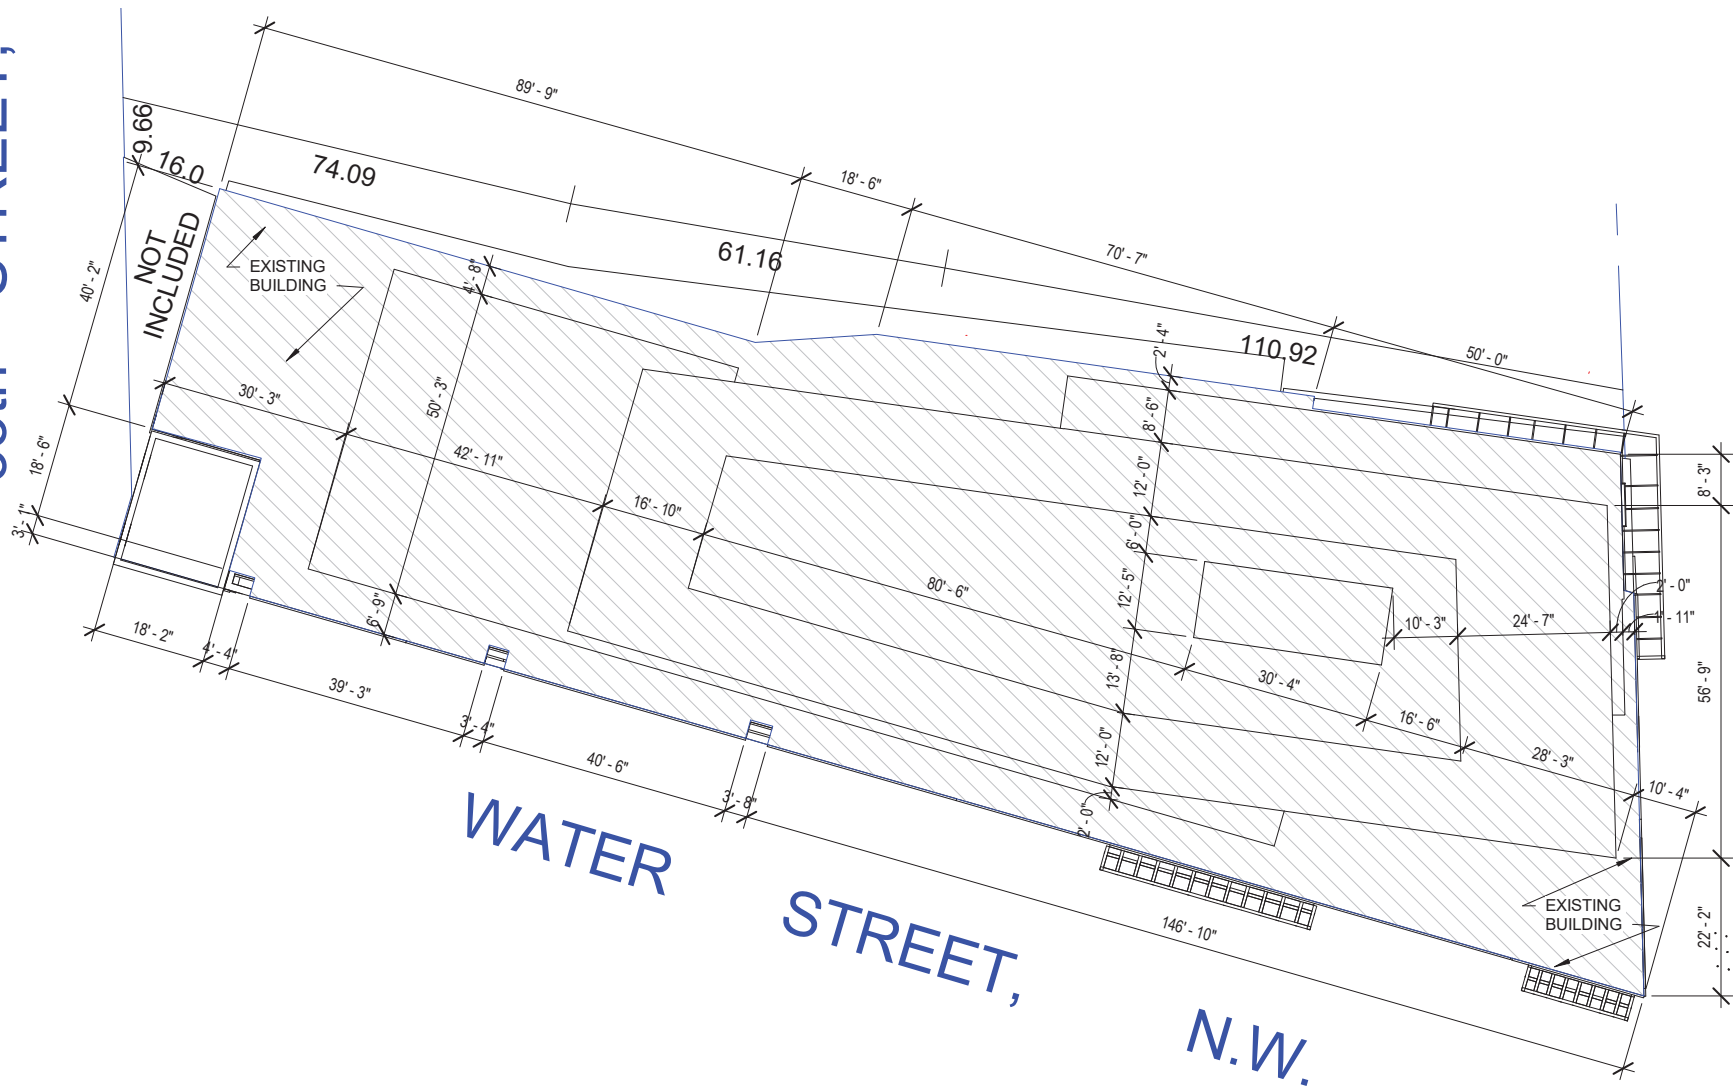 89' - 9"
9.66
16.0
74.09
18' - 6"
61.16
70' - 7"
110.92
50' - 0"
NOT
INCLUDED
EXISTING
BUILDING
40' - 2"
4' - 8"
2' - 4"
30' - 3"
50' - 3"
8' - 6"
42' - 11"
18' - 6"
16' - 10"
12' - 0"
8' - 3"
3' - 1"
6' - 0"
80' - 6"
12' - 5"
2' - 0"
6' - 9"
10' - 3"
24' - 7"
1' - 11"
18' - 2"
4' - 4"
13' - 8"
30' - 4"
56' - 9"
39' - 3"
16' - 6"
3' - 4"
12' - 0"
28' - 3"
40' - 6"
10' - 4"
3' - 8"
2' - 0"
EXISTING
BUILDING
146' - 10"
22' - 2"
WATER STREET, N.W.